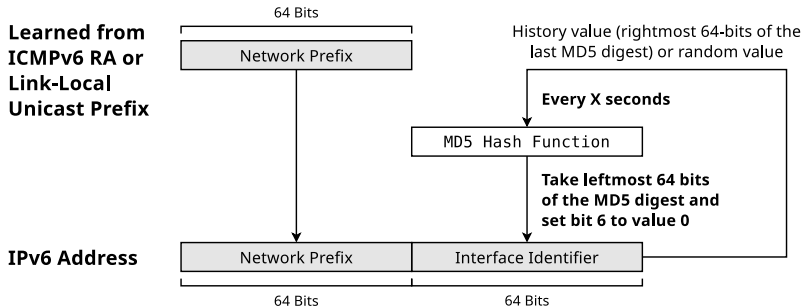 64 Bits
Learned from
ICMPv6 RA or
Link-Local
Unicast Prefix
Network Prefix
History value (rightmost 64-bits of the
last MD5 digest) or random value
Every X seconds
MD5 Hash Function
Take leftmost 64 bits
of the MD5 digest and
set bit 6 to value 0
IPv6 Address
Network Prefix
Interface Identifier
64 Bits
64 Bits